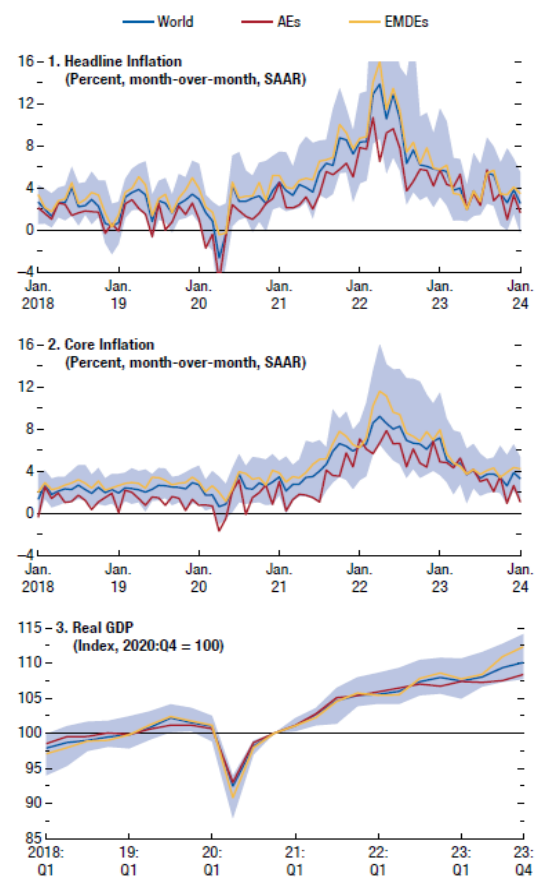 World AEs EMDEs
16 1. Headline Inflation
(Percent, month-over-month, SAAR)
12
8
4
0
–4
Jan. Jan. Jan. Jan. Jan. Jan. Jan.
2018 19 20 21 22 23 24
16 2. Core Inflation
(Percent, month-over-month, SAAR)
12
8
4
0
–4
Jan. Jan. Jan. Jan. Jan. Jan. Jan.
2018 19 20 21 22 23 24
115 3. Real GDP
(Index, 2020:Q4 = 100)
110
105
100
95
90
85
2018: 19: 20: 21: 22: 23: 23:
Q1 Q1 Q1 Q1 Q1 Q1 Q4